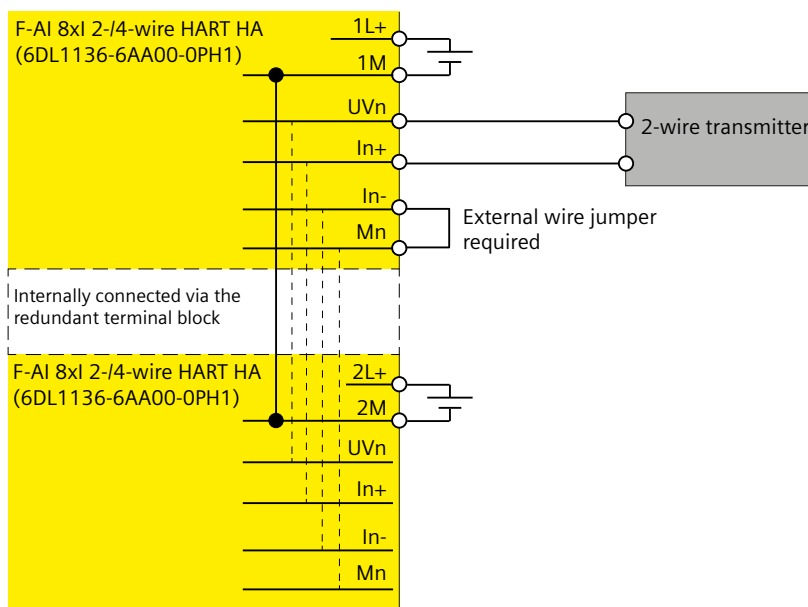 F-AI 8xI 2-/4-wire HART HA
(6DL1136-6AA00-0PH1)
1L+
1M
UVn
In+
In-
Mn
2-wire transmitter
External wire jumper
required
Internally connected via the
redundant terminal block
F-AI 8xI 2-/4-wire HART HA
(6DL1136-6AA00-0PH1)
2L+
2M
UVn
In+
In-
Mn